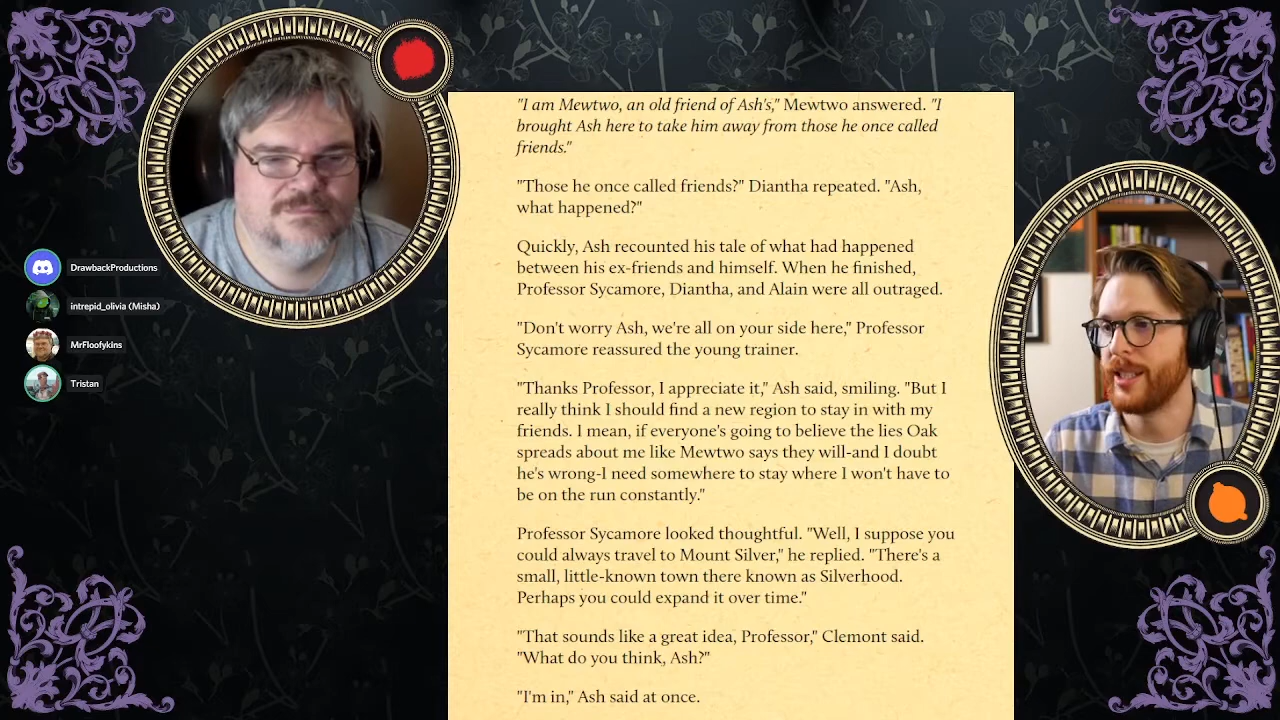 "I am Mewtwo, an old friend of Ash's," Mewtwo answered. "I
brought Ash here to take him away from those he once called
friends."
"Those he once called friends?" Diantha repeated. "Ash,
what happened?"
Quickly, Ash recounted his tale of what had happened
between his ex-friends and himself. When he finished,
Professor Sycamore, Diantha, and Alain were all outraged.
"Don't worry Ash, we're all on your side here," Professor
Sycamore reassured the young trainer.
"Thanks Professor, I appreciate it," Ash said, smiling. "But I
really think I should find a new region to stay in with my
friends. I mean, if everyone's going to believe the lies Oak
spreads about me like Mewtwo says they will-and I doubt
he's wrong-I need somewhere to stay where I won't have to
be on the run constantly."
Professor Sycamore looked thoughtful. "Well, I suppose you
could always travel to Mount Silver," he replied. "There's a
small, little-known town there known as Silverhood.
Perhaps you could expand it over time."
"That sounds like a great idea, Professor," Clemont said.
"What do you think, Ash?"
"I'm in," Ash said at once.
DrawbackProductions
intrepid_olivia (Misha)
MrFloofykins
Tristan